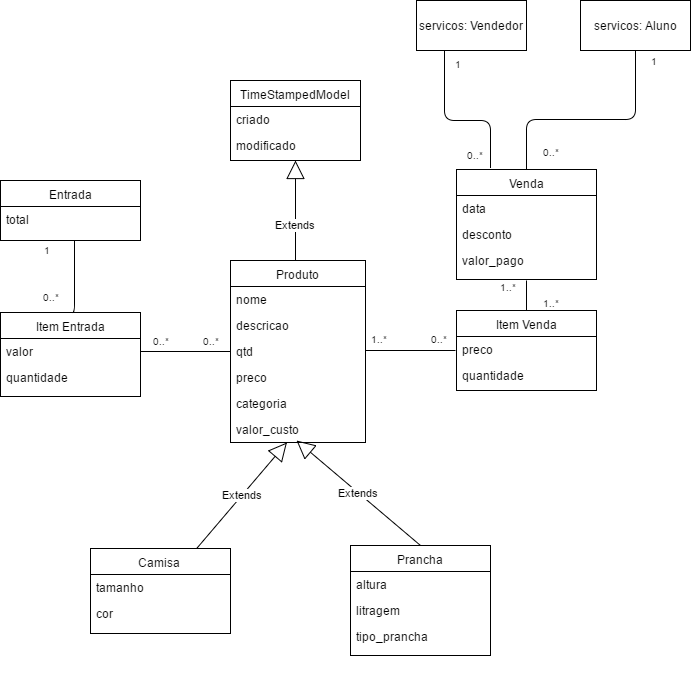 servicos: Vendedor
servicos: Aluno
1
1
TimeStampedModel
criado
modificado
0..*
0..*
Venda
data
desconto
valor_pago
Entrada
total
1
Extends
0..*
Produto
nome
descricao
qtd
preco
categoria
valor_custo
1..*
1..*
Item Entrada
valor
quantidade
0..*
0..*
1..*
0..*
Item Venda
preco
quantidade
Extends
Extends
Camisa
tamanho
cor
Prancha
altura
litragem
tipo_prancha